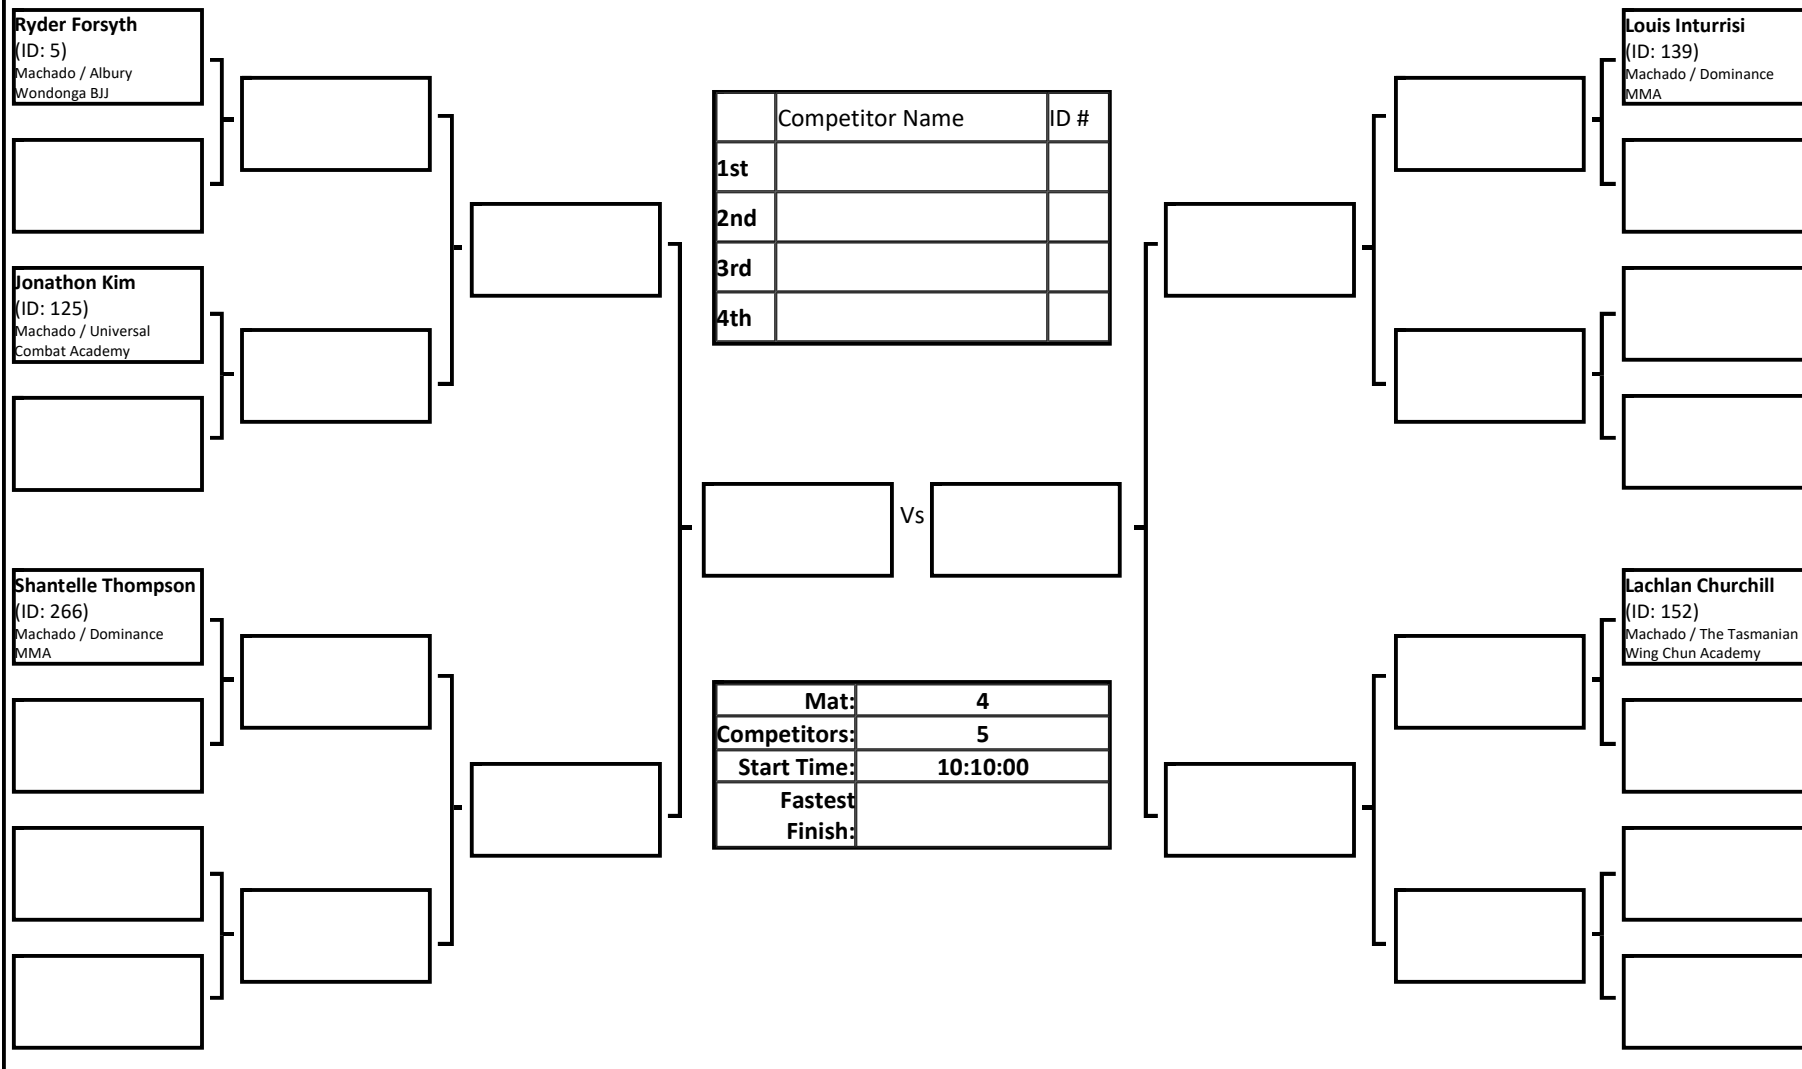 Ryder Forsyth
(ID: 5)
Machado / Albury
Wondonga BJJ
Jonathon Kim
(ID: 125)
Machado / Universal
Combat Academy
Shantelle Thompson
(ID: 266)
Machado / Dominance
MMA
Competitor Name ID #
1st
2nd
3rd
4th
Vs
Mat: 4
Competitors: 5
Start Time: 10:10:00
Fastest
Finish:
Louis Inturrisi
(ID: 139)
Machado / Dominance
MMA
Lachlan Churchill
(ID: 152)
Machado / The Tasmanian
Wing Chun Academy